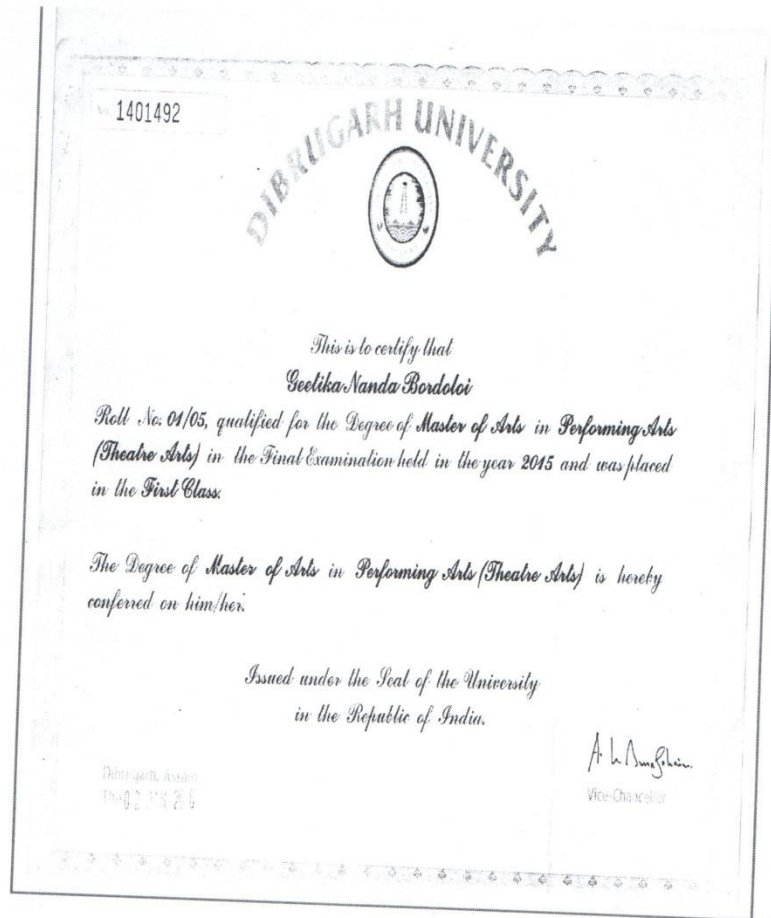 1401492
DIBRUGARH UNIVERSITY
This is to certify that
Geetika Nanda Bordoloi
Roll No. 01/05, qualified for the Degree of Master of Arts in Performing Arts
(Theatre Arts) in the Final Examination held in the year 2015 and was placed
in the First Class.
The Degree of Master of Arts in Performing Arts (Theatre Arts) is hereby
conferred on him/her.
Issued under the Seal of the University
in the Republic of India.
Dibrugarh, Assam
The
Vice-Chancellor